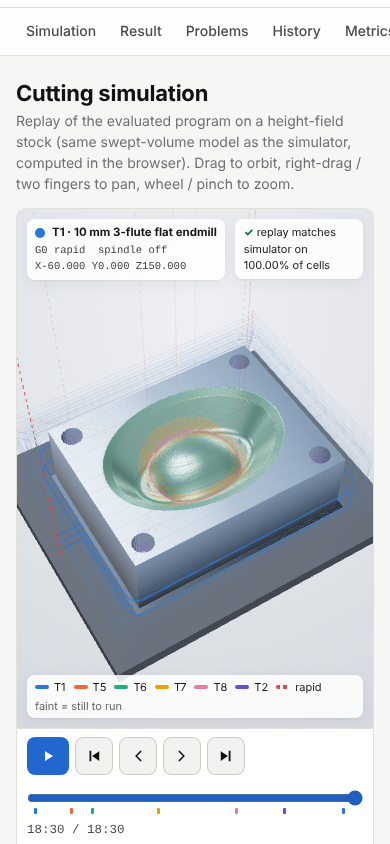 Simulation Result Problems History Metrics
Cutting simulation
Replay of the evaluated program on a height-field
stock (same swept-volume model as the simulator,
computed in the browser). Drag to orbit, right-drag /
two fingers to pan, wheel / pinch to zoom.
T1 · 10 mm 3-flute flat endmill
G0 rapid spindle off
X-60.000 Y0.000 Z150.000
✓ replay matches
simulator on
100.00% of cells
T1 T5 T6 T7 T8 T2 rapid
faint = still to run
18:30 / 18:30